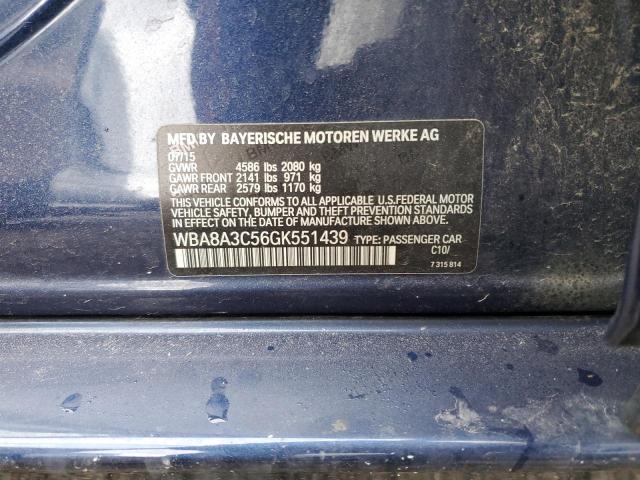 MFD BY BAYERISCHE MOTOREN WERKE AG
07/15
GVWR 4586 lbs 2080 kg
GAWR FRONT 2141 lbs 971 kg
GAWR REAR 2579 lbs 1170 kg
THIS VEHICLE CONFORMS TO ALL APPLICABLE U.S.FEDERAL MOTOR
VEHICLE SAFETY, BUMPER AND THEFT PREVENTION STANDARDS
IN EFFECT ON THE DATE OF MANUFACTURE SHOWN ABOVE.
WBA8A3C56GK551439 TYPE: PASSENGER CAR
C10/
7 315 814